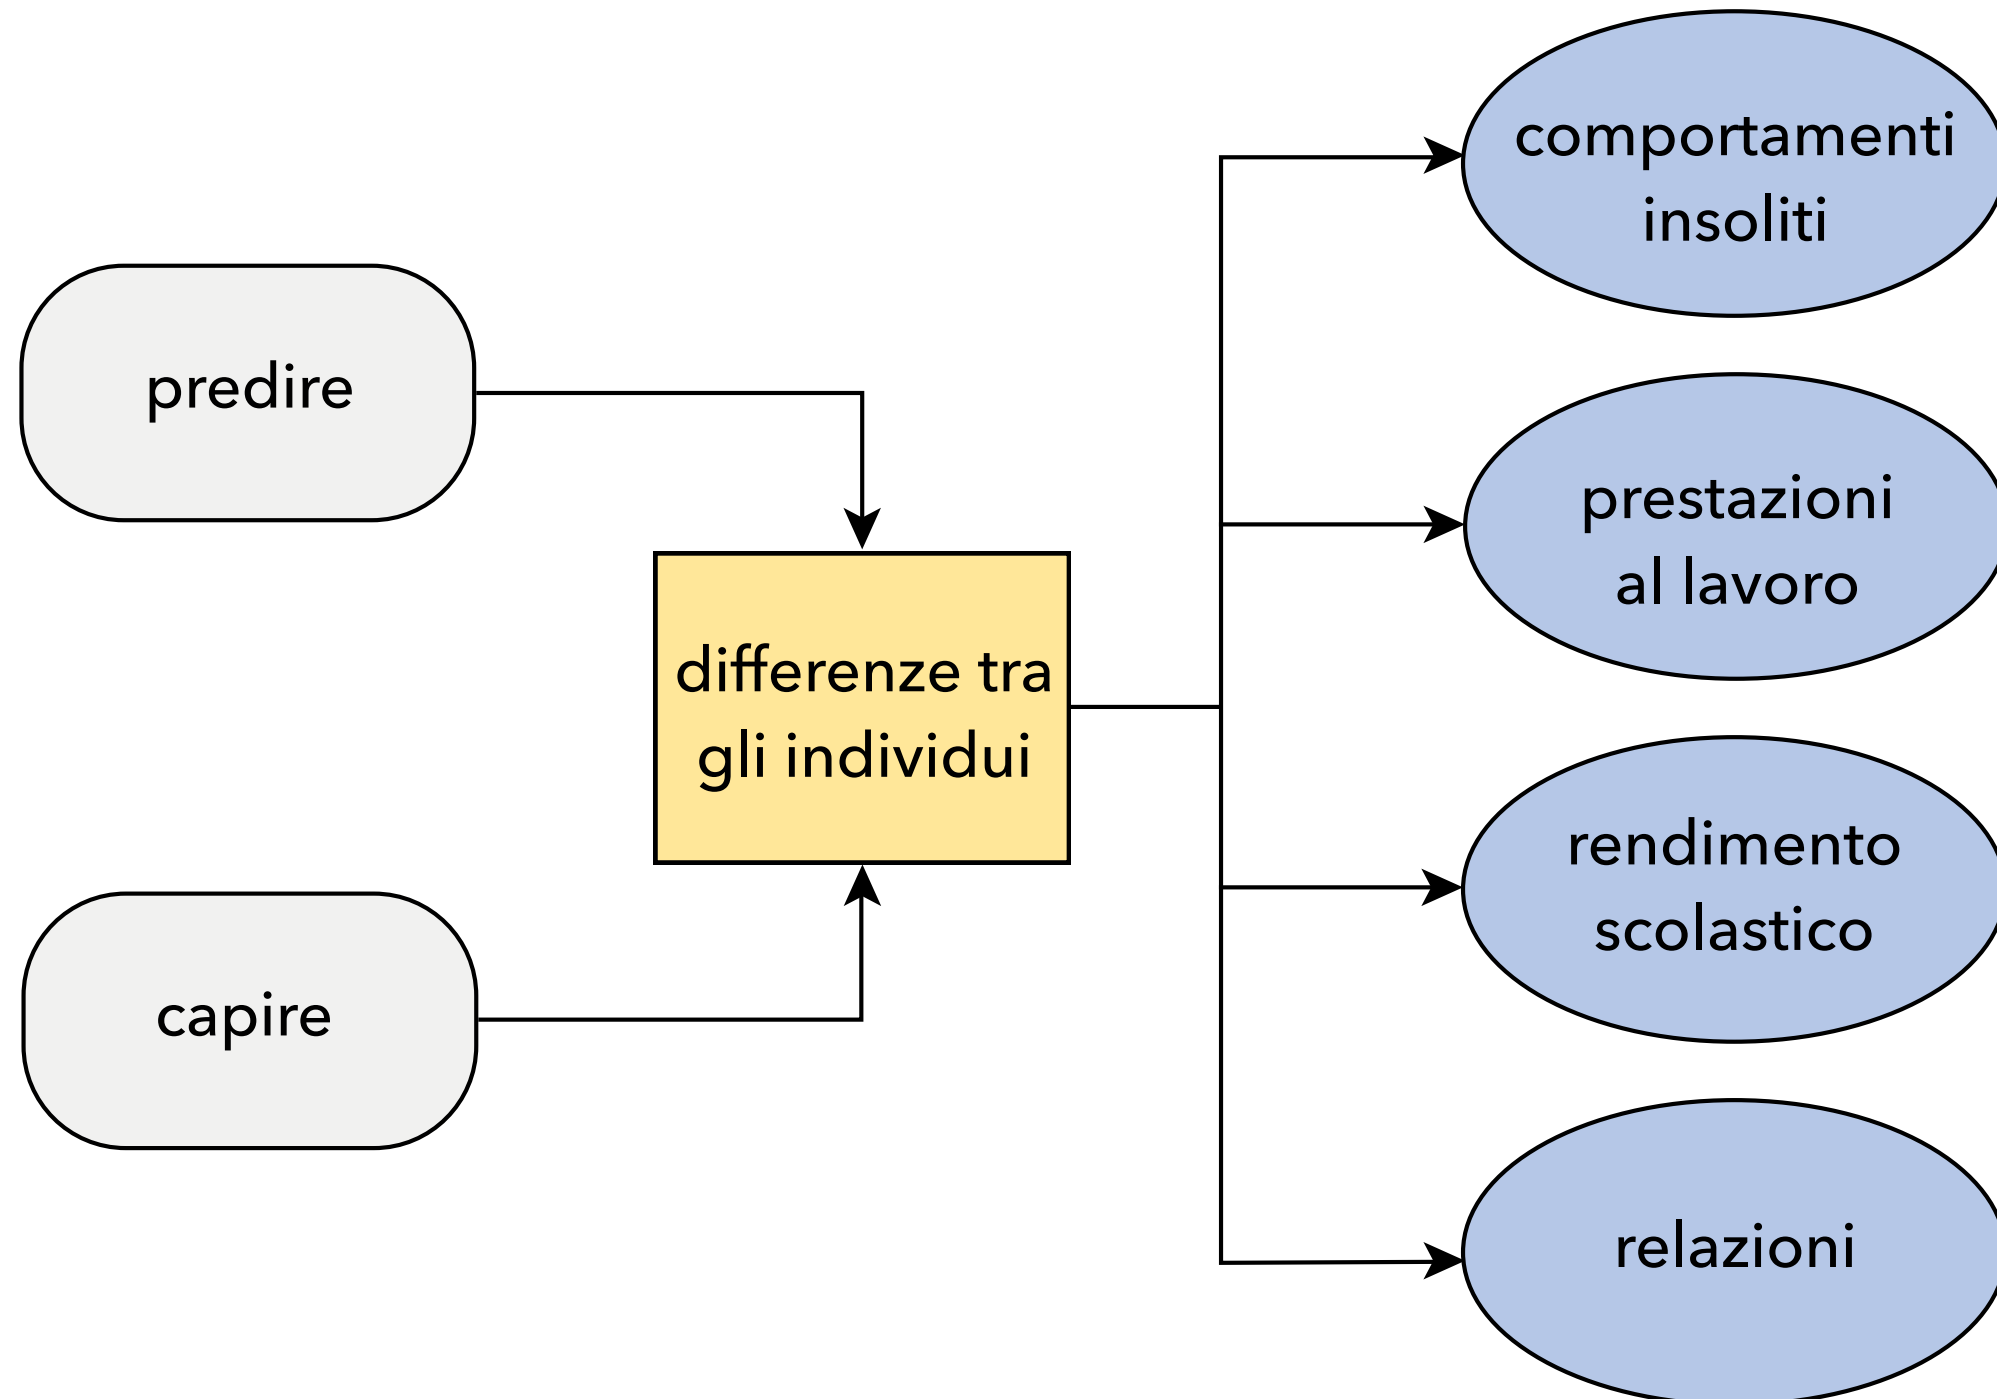 predire
capire
differenze tra
gli individui
comportamenti
insoliti
prestazioni
al lavoro
rendimento
scolastico
relazioni